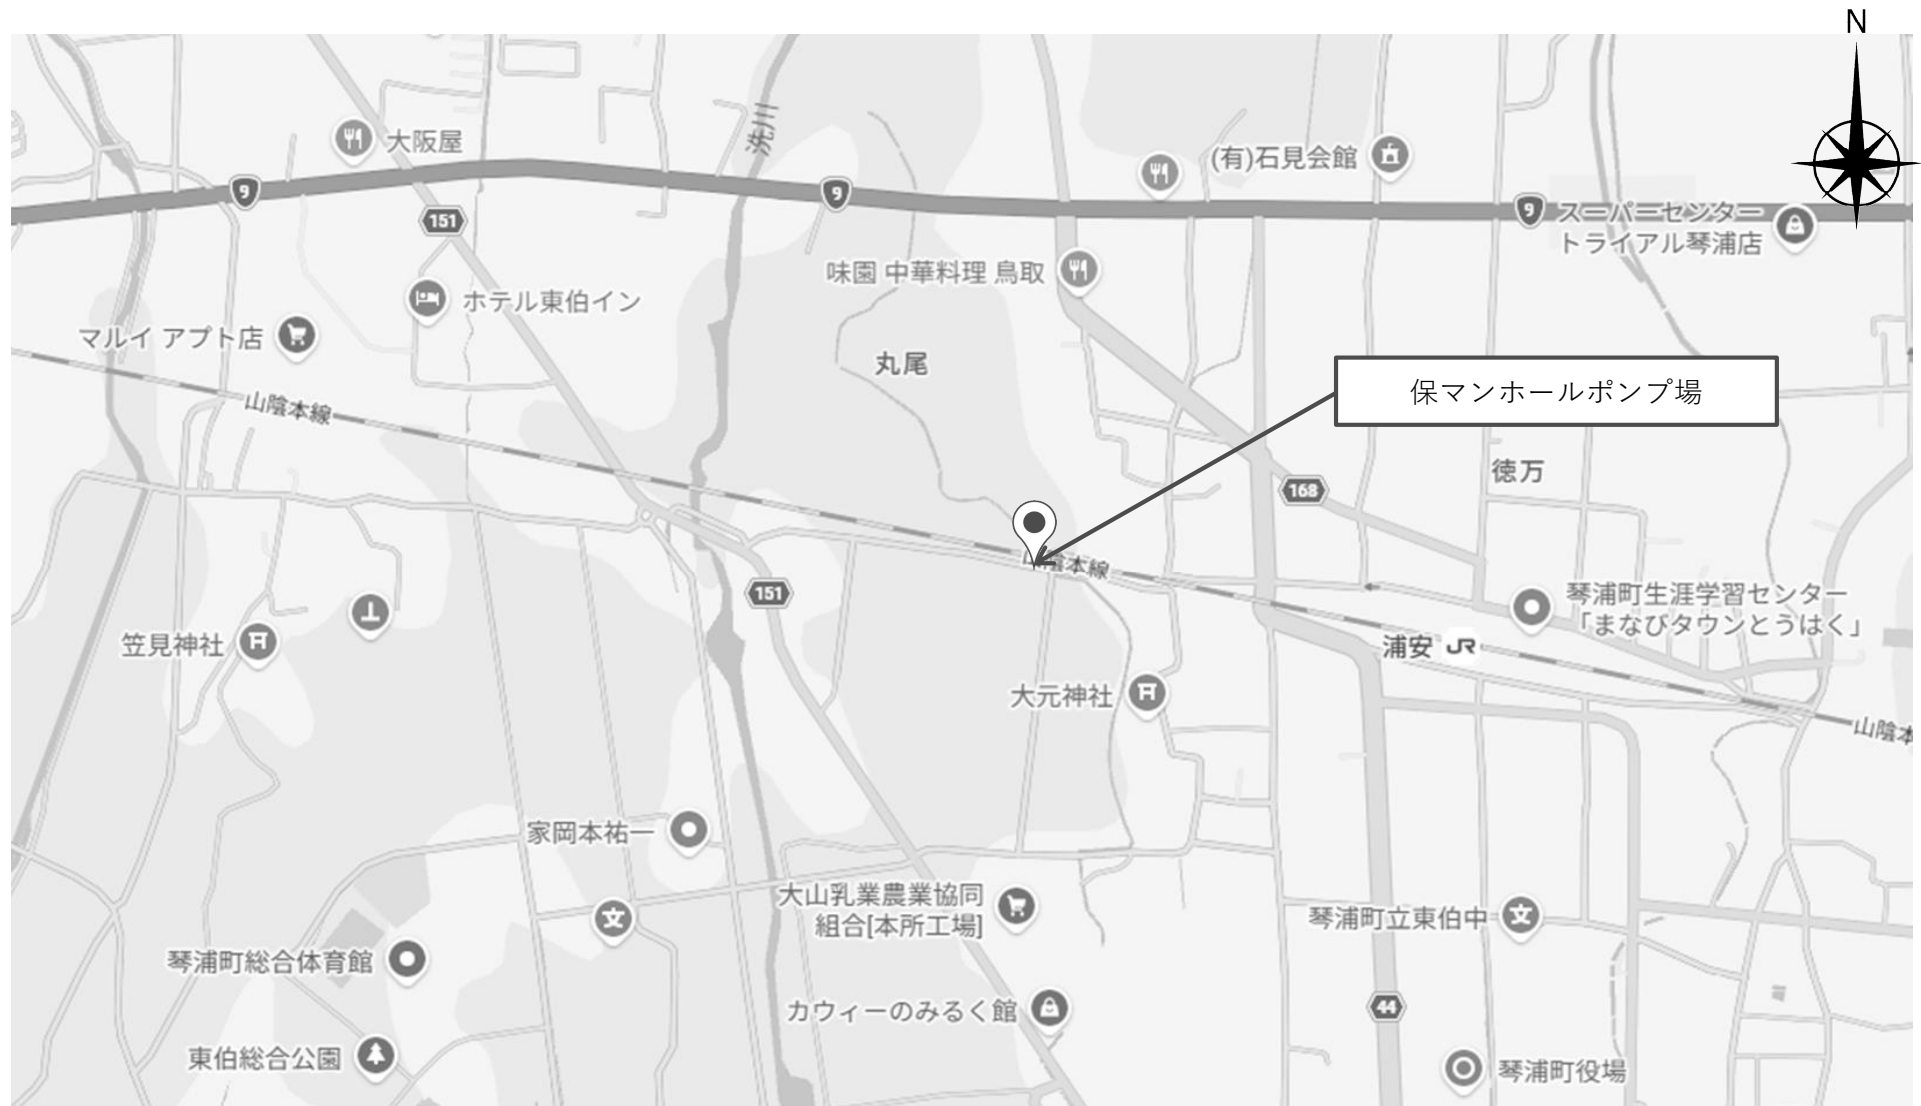 N
大阪屋
洗川
(有)石見会館
9
9
9
151
スーパーセンター
トライアル琴浦店
味園 中華料理 鳥取
ホテル東伯イン
マルイ アプト店
丸尾
保マンホールポンプ場
山陰本線
徳万
168
山陰本線
151
琴浦町生涯学習センター
「まなびタウンとうはく」
笠見神社
浦安 JR
大元神社
山陰本
家岡本祐一
大山乳業農業協同
組合[本所工場]
文
琴浦町立東伯中
文
琴浦町総合体育館
カウィーのみるく館
44
東伯総合公園
琴浦町役場